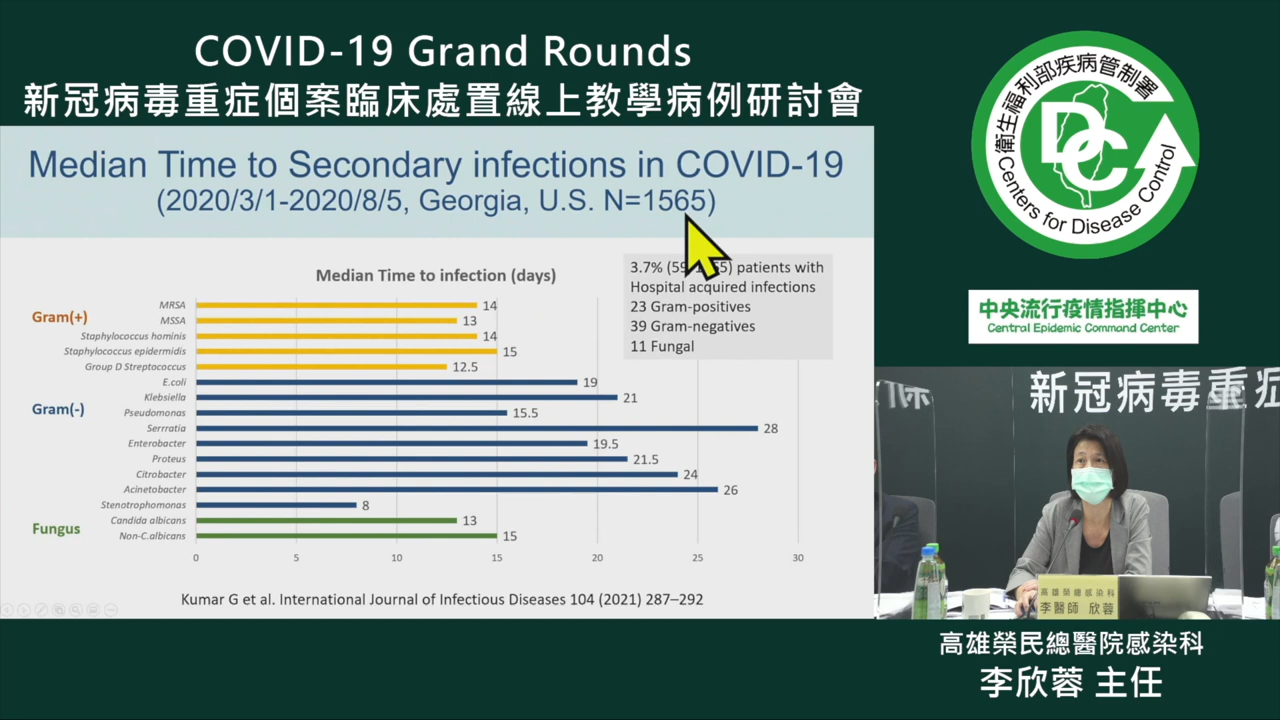 COVID-19 Grand Rounds
新冠病毒重症個案臨床處置線上教學病例研討會
Median Time to Secondary infections in COVID-19
(2020/3/1-2020/8/5, Georgia, U.S. N=1565)
Median Time to infection (days)
3.7% (59 patients with
Hospital acquired infections
23 Gram-positives
39 Gram-negatives
11 Fungal
Gram(+)
MRSA 14
MSSA 13
Staphylococcus hominis 14
Staphylococcus epidermidis 15
Group D Streptococcus 12.5
Gram(-)
E.coli 19
Klebsiella 21
Pseudomonas 15.5
Serrratia 28
Enterobacter 19.5
Proteus 21.5
Citrobacter 24
Acinetobacter 26
Stenotrophomonas 8
Fungus
Candida albicans 13
Non-C.albicans 15
0 5 10 15 20 25 30
Kumar G et al. International Journal of Infectious Diseases 104 (2021) 287–292
衛生福利部疾病管制署
DC
Centers for Disease Control
中央流行疫情指揮中心
Central Epidemic Command Center
新冠病毒重症
高雄榮總感染科
李醫師 欣蓉
高雄榮民總醫院感染科
李欣蓉 主任